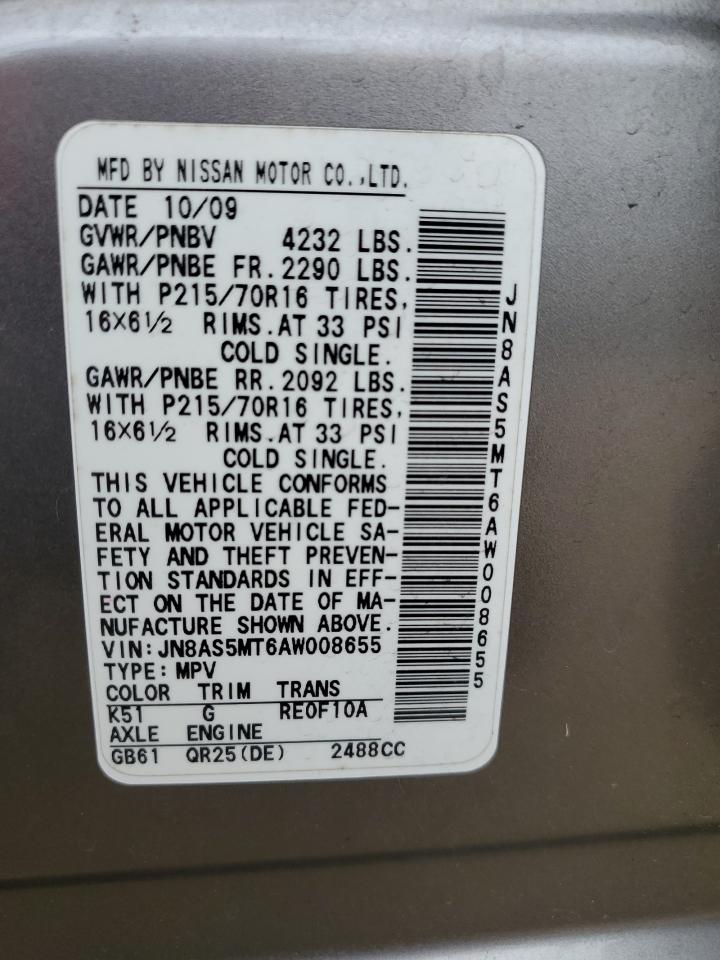 MFD BY NISSAN MOTOR CO.,LTD.
DATE 10/09
GVWR/PNBV 4232 LBS.
GAWR/PNBE FR.2290 LBS.
WITH P215/70R16 TIRES,
16X6½ RIMS.AT 33 PSI
COLD SINGLE.
GAWR/PNBE RR.2092 LBS.
WITH P215/70R16 TIRES,
16X6½ RIMS.AT 33 PSI
COLD SINGLE.
THIS VEHICLE CONFORMS
TO ALL APPLICABLE FED-
ERAL MOTOR VEHICLE SA-
FETY AND THEFT PREVEN-
TION STANDARDS IN EFF-
ECT ON THE DATE OF MA-
NUFACTURE SHOWN ABOVE.
VIN:JN8AS5MT6AW008655
TYPE:MPV
COLOR TRIM TRANS
K51 G RE0F10A
AXLE ENGINE
GB61 QR25(DE) 2488CC
JN8AS5MT6AW008655